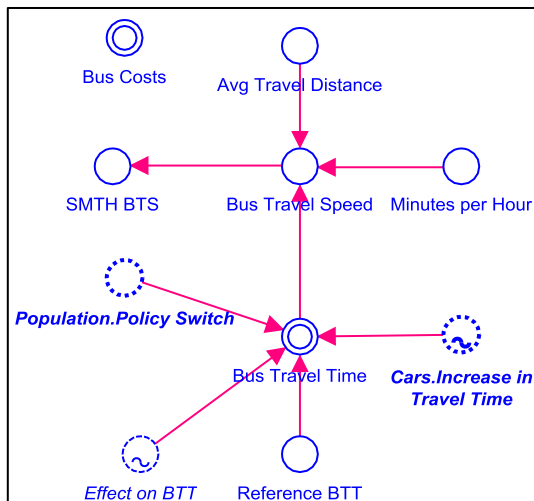 Bus Costs
Avg Travel Distance
SMTH BTS
Bus Travel Speed
Minutes per Hour
Population.Policy Switch
Bus Travel Time
Cars.Increase in
Travel Time
Effect on BTT
Reference BTT